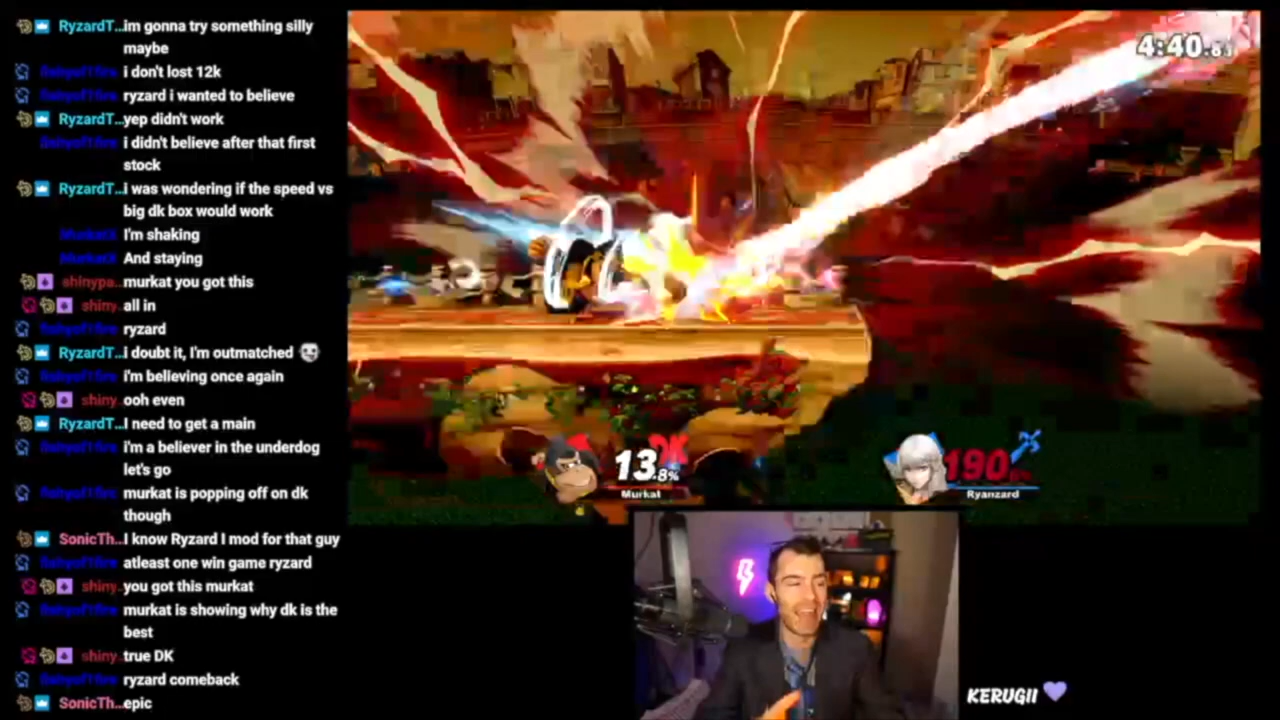 RyzardT... im gonna try something silly
maybe
i don't lost 12k
ryzard i wanted to believe
RyzardT... yep didn't work
i didn't believe after that first
stock
RyzardT... i was wondering if the speed vs
big dk box would work
I'm shaking
And staying
shinypa... murkat you got this
shiny... all in
ryzard
RyzardT... i doubt it, I'm outmatched
i'm believing once again
shiny... ooh even
RyzardT... I need to get a main
i'm a believer in the underdog
let's go
murkat is popping off on dk
though
SonicTh... I know Ryzard I mod for that guy
atleast one win game ryzard
shiny... you got this murkat
murkat is showing why dk is the
best
shiny... true DK
ryzard comeback
SonicTh... epic
4:40
DK
13.8%
Murkat
190
Ryanzard
KERUGII